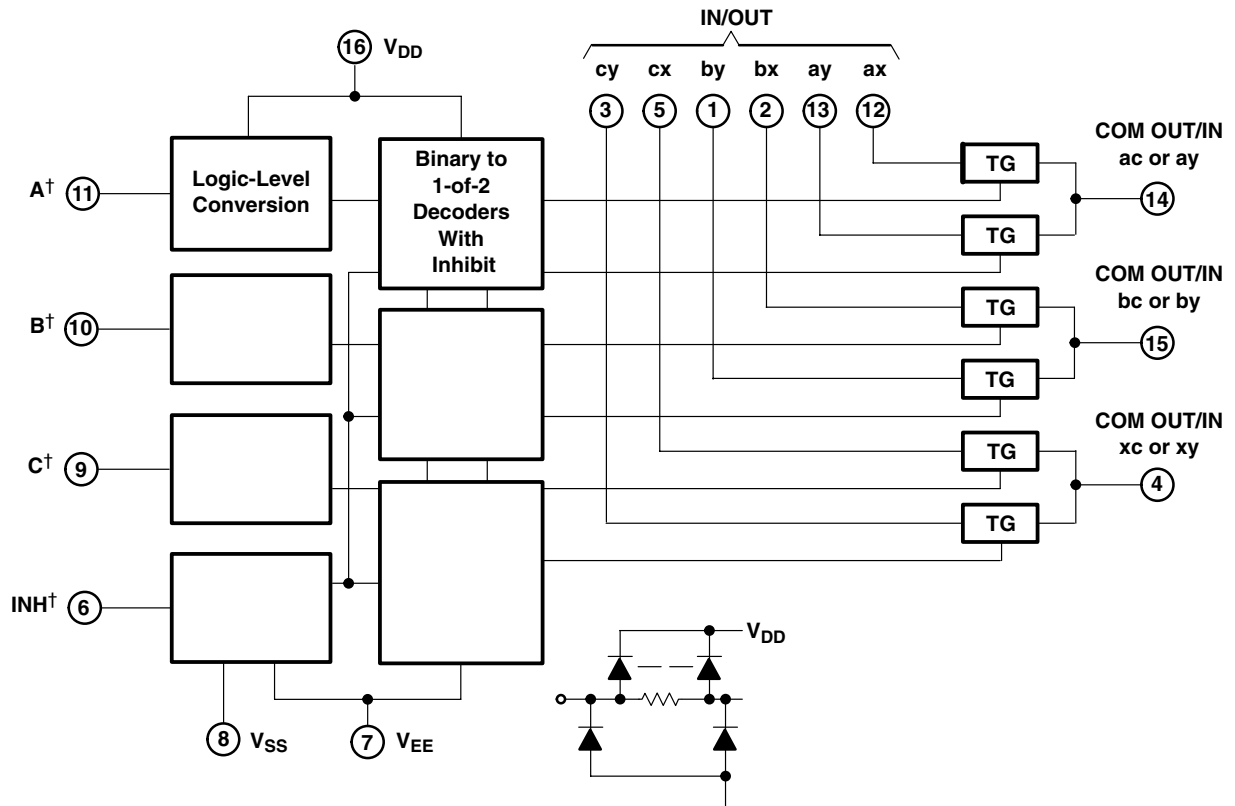 IN/OUT
16 VDD
cy cx by bx ay ax
3 5 1 2 13 12
COM OUT/IN
ac or ay
14
A† 11
Logic-Level
Conversion
Binary to
1-of-2
Decoders
With
Inhibit
TG
TG
COM OUT/IN
bc or by
15
B† 10
TG
TG
COM OUT/IN
xc or xy
4
C† 9
TG
TG
INH† 6
VDD
8 VSS
7 VEE